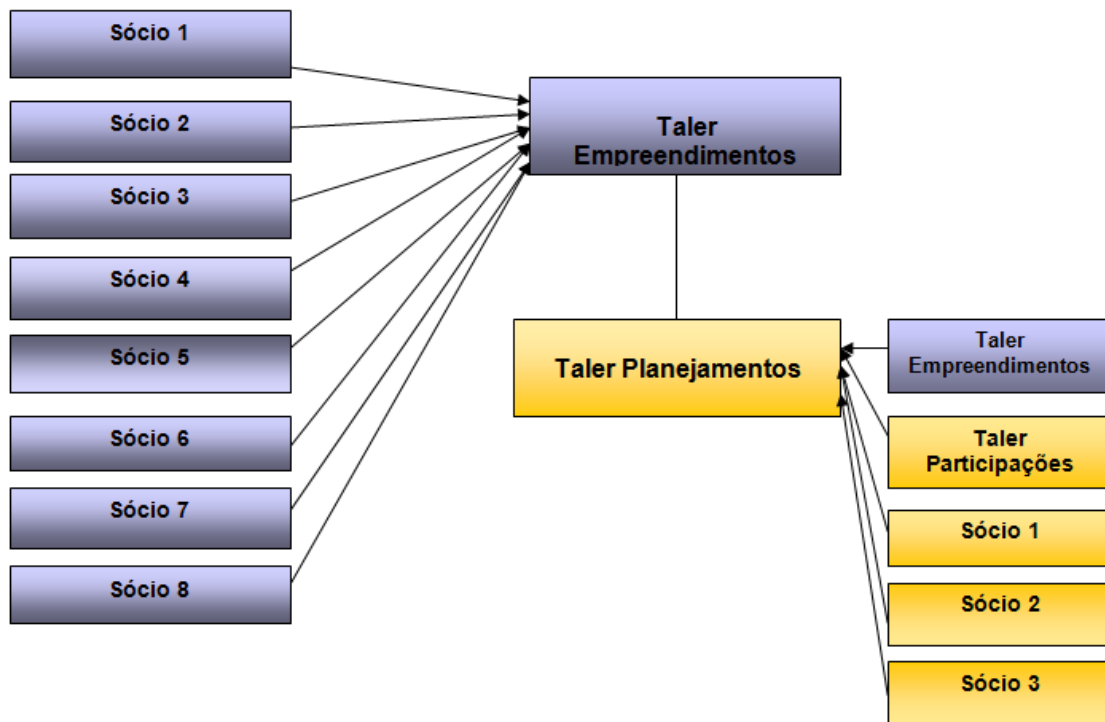 Sócio 1
Sócio 2
Sócio 3
Sócio 4
Sócio 5
Sócio 6
Sócio 7
Sócio 8
Taler
Empreendimentos
Taler Planejamentos
Taler
Empreendimentos
Taler
Participações
Sócio 1
Sócio 2
Sócio 3